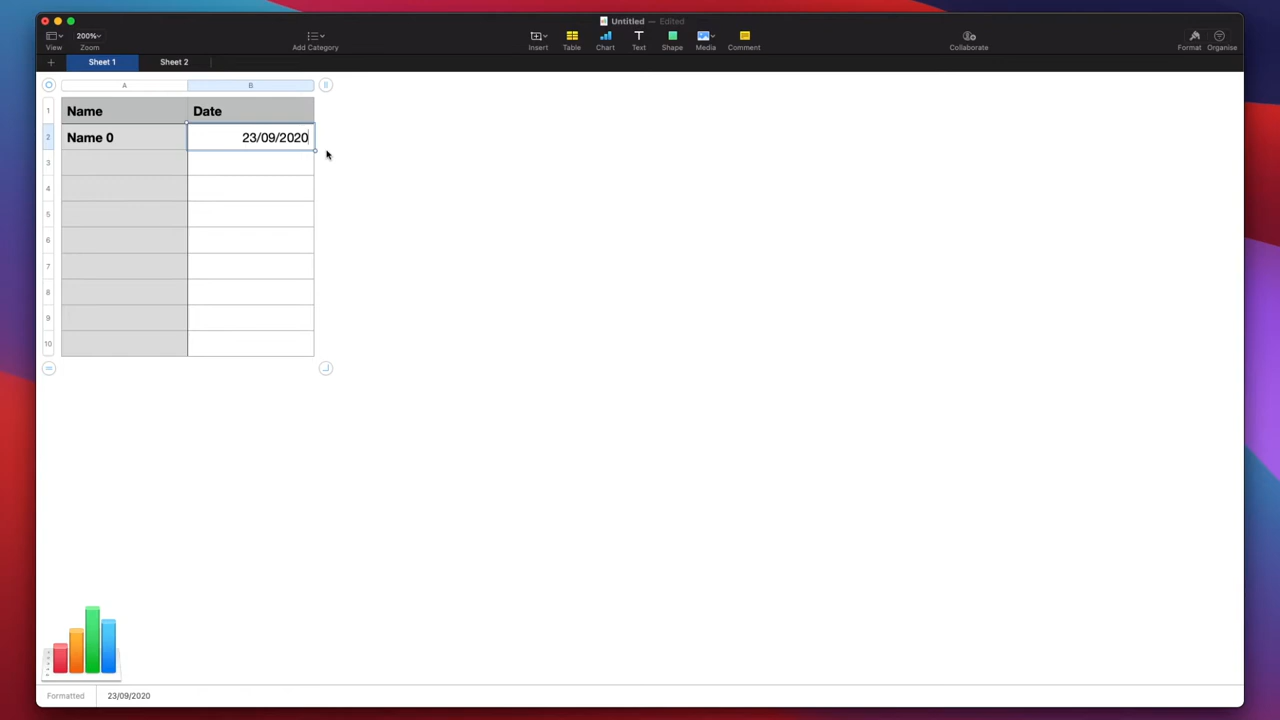 Untitled — Edited
200%
View Zoom Add Category Insert Table Chart Text Shape Media Comment Collaborate Format Organise
+ Sheet 1 Sheet 2
A B
1 Name Date
2 Name 0 23/09/2020
3
4
5
6
7
8
9
10
Formatted 23/09/2020